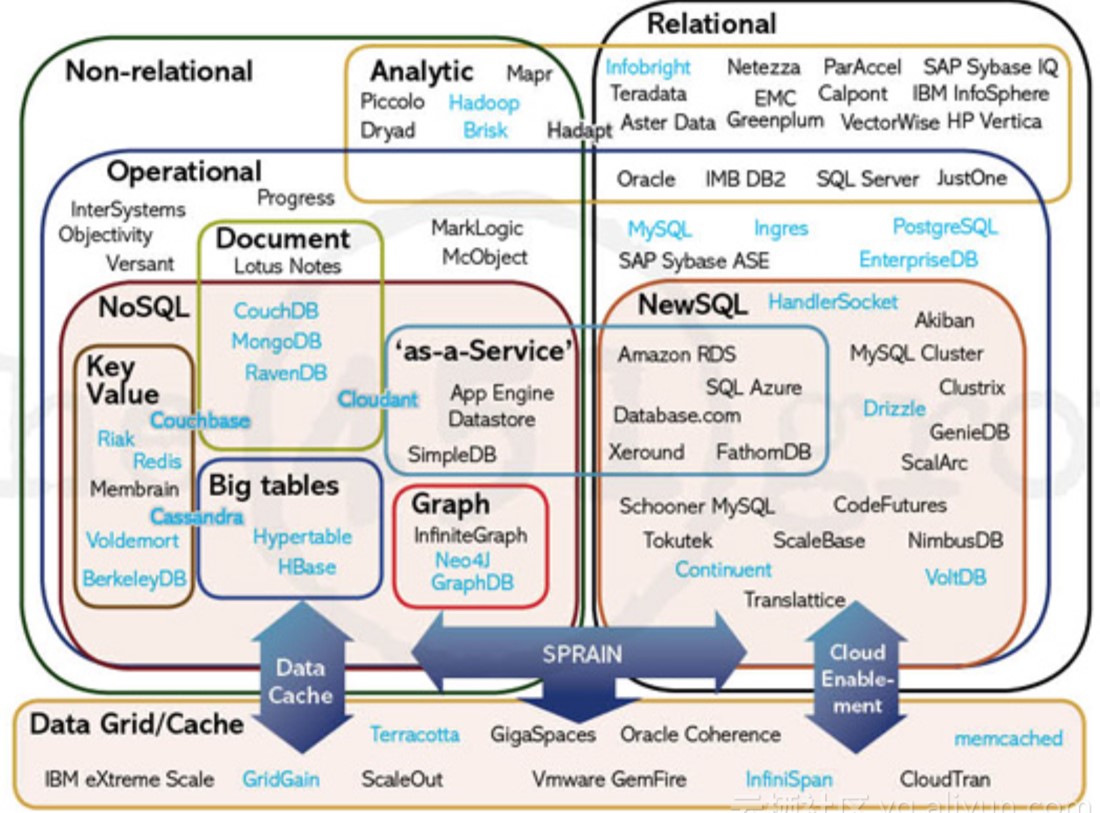 Relational
Non-relational
Analytic
Mapr
Piccolo
Hadoop
Dryad
Brisk
Hadapt
Infobright
Netezza
ParAccel
SAP Sybase IQ
Teradata
EMC
Greenplum
Calpont
IBM InfoSphere
Aster Data
VectorWise
HP Vertica
Operational
Oracle
IMB DB2
SQL Server
JustOne
InterSystems
Progress
Objectivity
Versant
MarkLogic
McObject
MySQL
Ingres
PostgreSQL
SAP Sybase ASE
EnterpriseDB
Document
Lotus Notes
NoSQL
CouchDB
MongoDB
RavenDB
Key
Value
Couchbase
Cloudant
Riak
Redis
Membrain
Cassandra
Voldemort
BerkeleyDB
Big tables
Hypertable
HBase
‘as-a-Service’
App Engine
Datastore
SimpleDB
Graph
InfiniteGraph
Neo4J
GraphDB
NewSQL
HandlerSocket
Akiban
Amazon RDS
MySQL Cluster
SQL Azure
Clustrix
Database.com
Drizzle
GenieDB
Xeround
FathomDB
ScalArc
Schooner MySQL
CodeFutures
Tokutek
ScaleBase
NimbusDB
Continuent
VoltDB
Translattice
Data
Cache
SPRAIN
Cloud
Enable-
ment
Data Grid/Cache
Terracotta
GigaSpaces
Oracle Coherence
memcached
IBM eXtreme Scale
GridGain
ScaleOut
Vmware GemFire
InfiniSpan
CloudTran